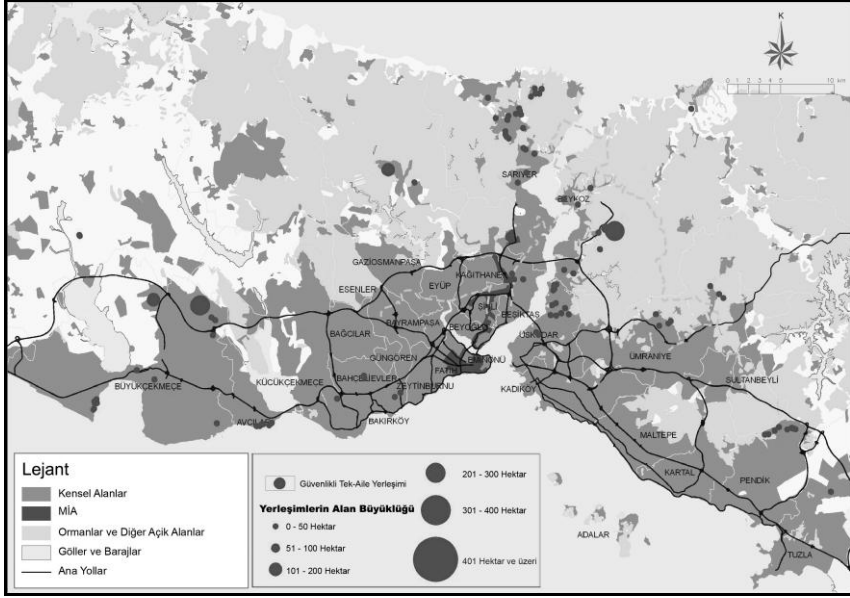 K
0 1 2 3 4 5 10 km
SARIYER
BEYKOZ
GAZİOSMANPAŞA
KAĞITHANE
EYÜP
ESENLER
ŞİŞLİ
BEŞİKTAŞ
BAYRAMPAŞA
BEYOĞLU
BAĞCILAR
ÜSKÜDAR
GÜNGÖREN
EMİNÖNÜ
ÜMRANİYE
FATİH
BAHÇELİEVLER
SULTANBEYLİ
BÜYÜKÇEKMEÇE
KÜÇÜKÇEKMECE
ZEYTİNBURNU
KADIKÖY
AVCILAR
BAKIRKÖY
MALTEPE
KARTAL
PENDİK
ADALAR
TUZLA
Lejant
Kensel Alanlar
MİA
Ormanlar ve Diğer Açik Alanlar
Göller ve Barajlar
Ana Yollar
Güvenlikli Tek-Aile Yerleşimi
Yerleşimlerin Alan Büyüklüğü
0 - 50 Hektar
51 - 100 Hektar
101 - 200 Hektar
201 - 300 Hektar
301 - 400 Hektar
401 Hektar ve üzeri